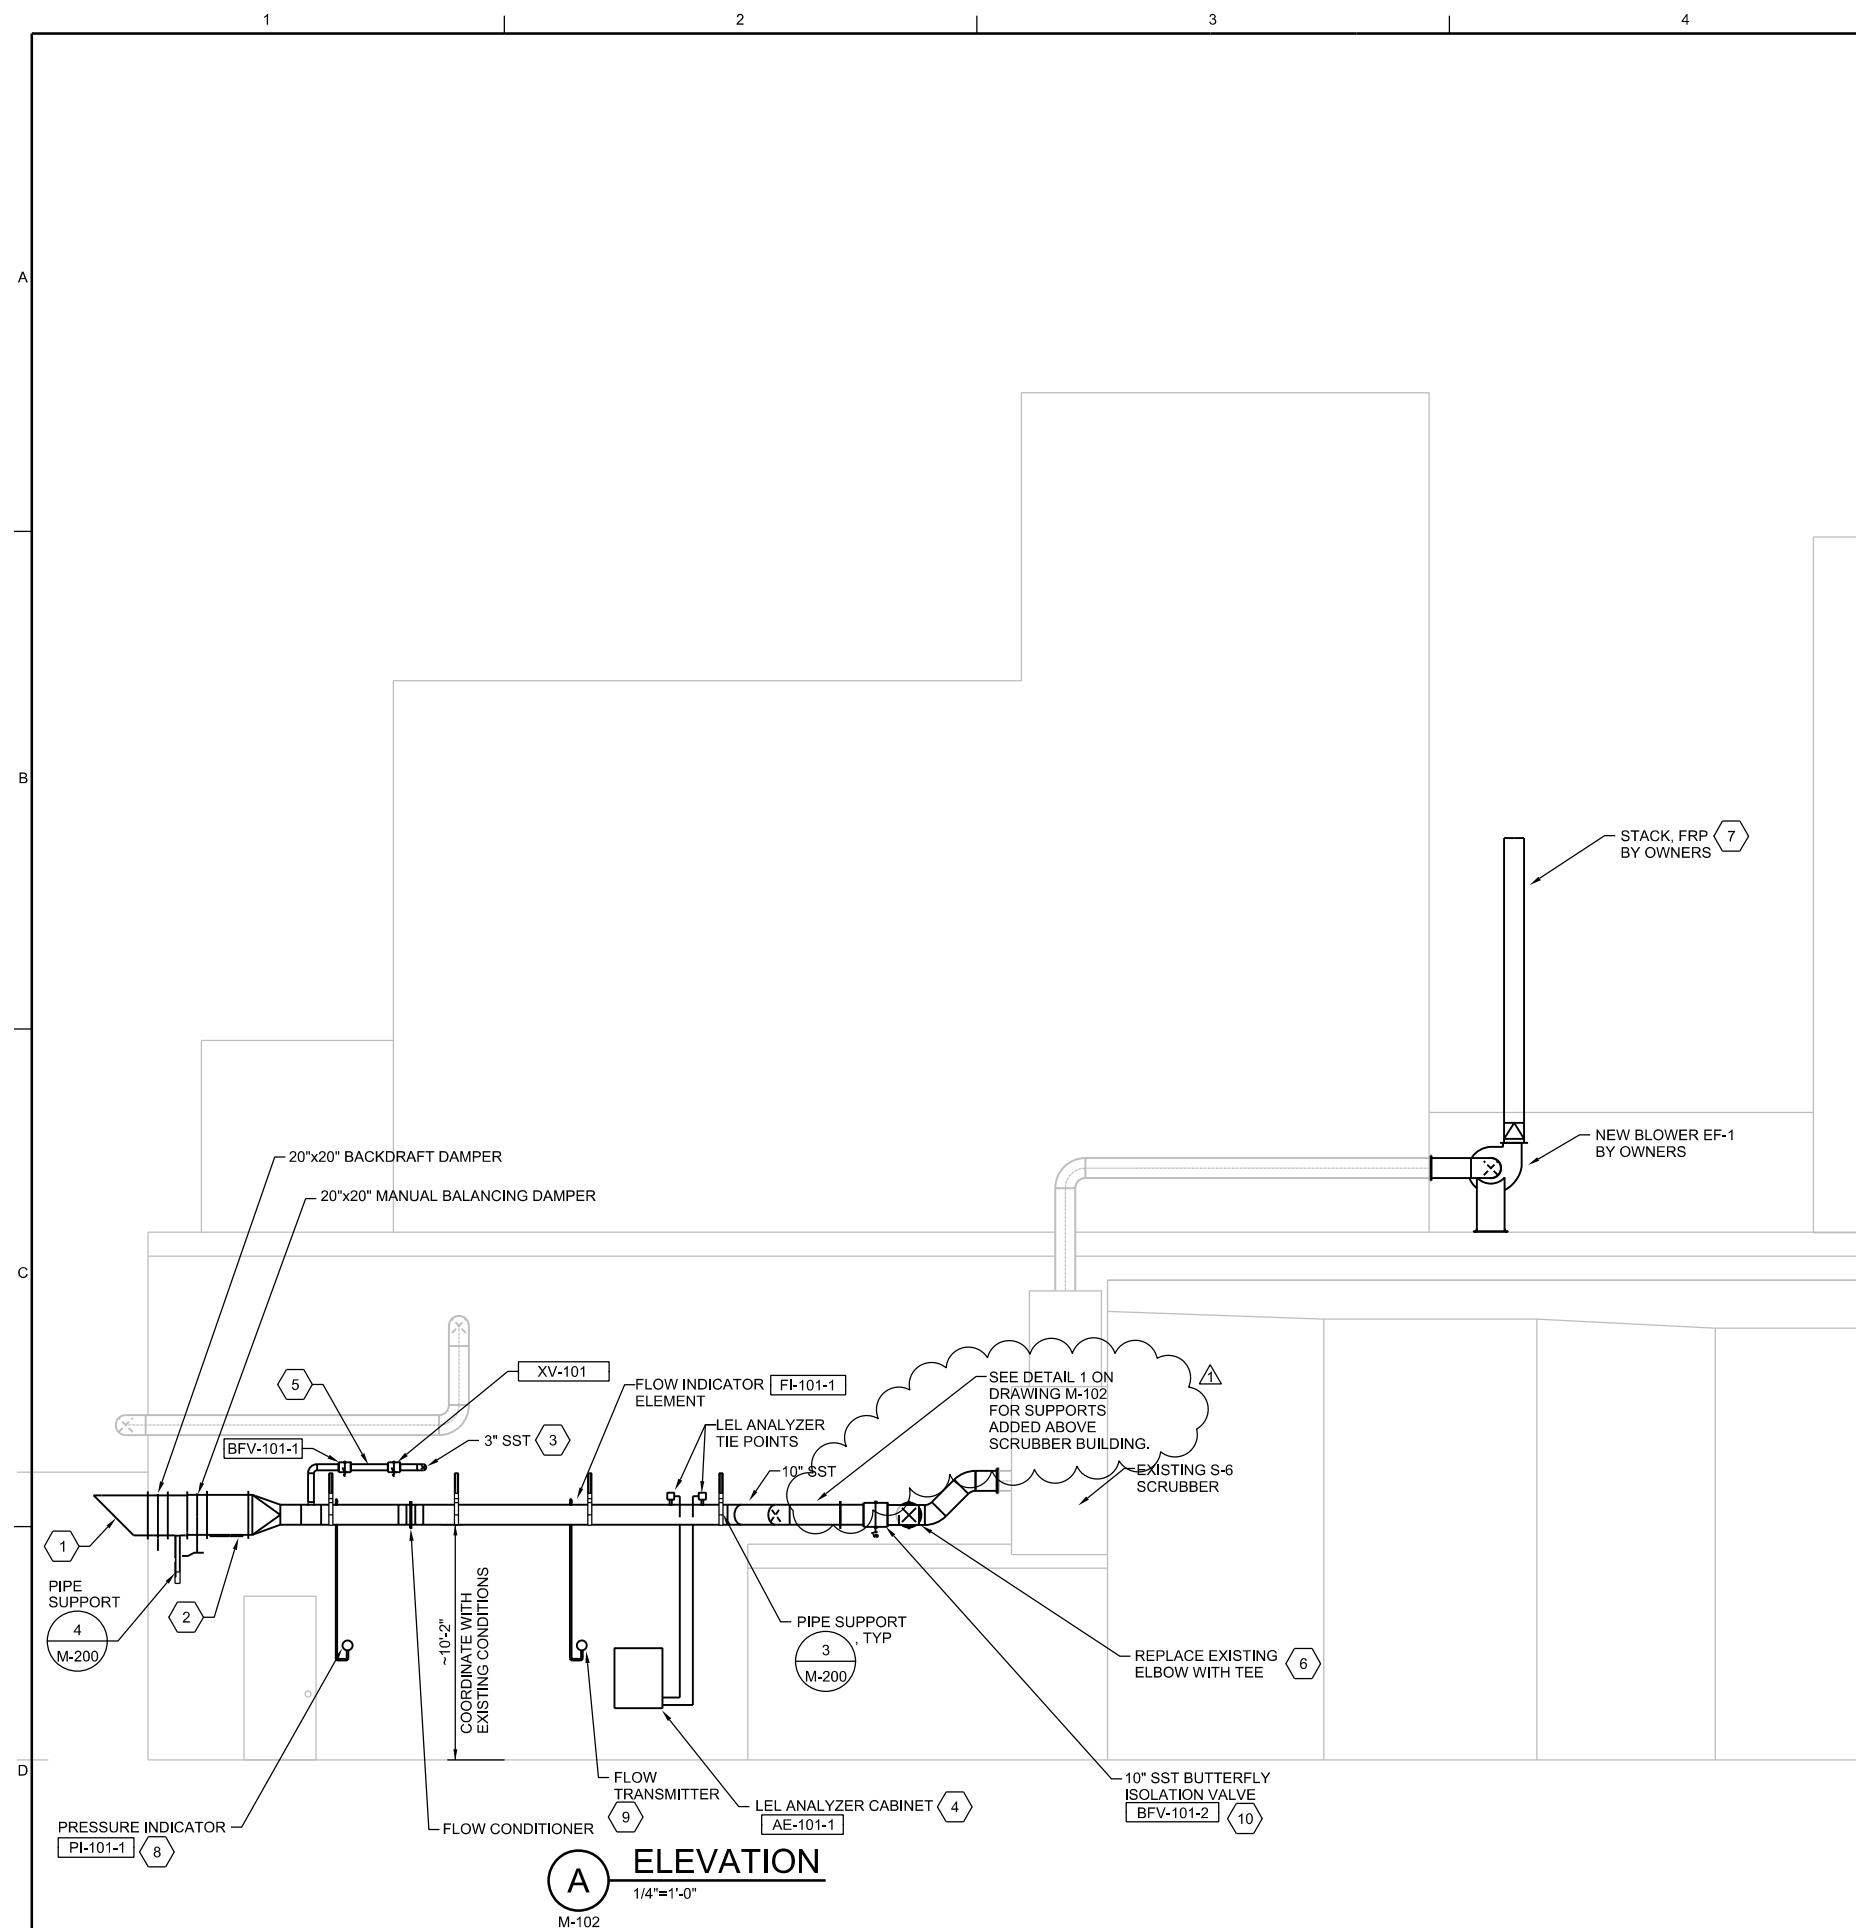 1
2
3
4
A
B
C
D
STACK, FRP
BY OWNERS
7
NEW BLOWER EF-1
BY OWNERS
20"x20" BACKDRAFT DAMPER
20"x20" MANUAL BALANCING DAMPER
5
XV-101
FLOW INDICATOR
ELEMENT
FI-101-1
SEE DETAIL 1 ON
DRAWING M-102
FOR SUPPORTS
ADDED ABOVE
SCRUBBER BUILDING.
1
BFV-101-1
3" SST
3
LEL ANALYZER
TIE POINTS
10" SST
EXISTING S-6
SCRUBBER
1
PIPE
SUPPORT
4
M-200
2
~10'-2"
COORDINATE WITH
EXISTING CONDITIONS
PIPE SUPPORT
, TYP
3
M-200
REPLACE EXISTING
ELBOW WITH TEE
6
FLOW
TRANSMITTER
9
LEL ANALYZER CABINET
4
AE-101-1
10" SST BUTTERFLY
ISOLATION VALVE
BFV-101-2
10
PRESSURE INDICATOR
PI-101-1
8
FLOW CONDITIONER
A
ELEVATION
1/4"=1'-0"
M-102